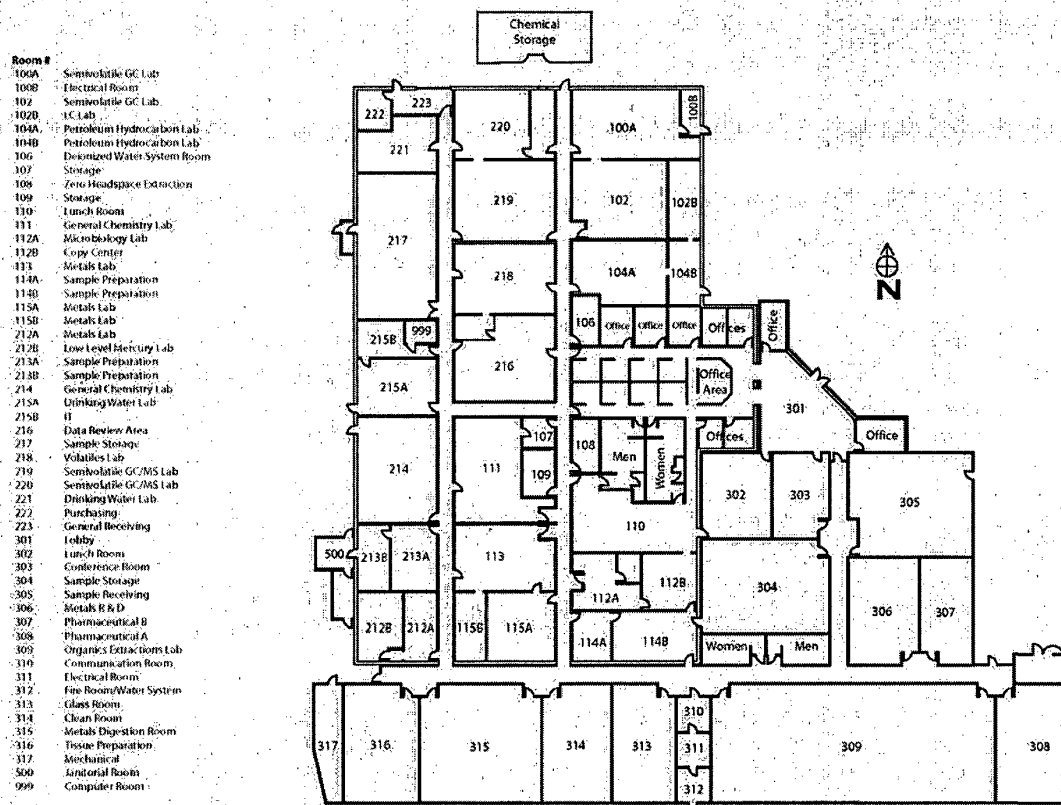 Chemical
Storage
Room #
100A Semivolatile GC Lab
100B Electrical Room
102 Semivolatile GC Lab
102B LC Lab
104A Petroleum Hydrocarbon Lab
104B Petroleum Hydrocarbon Lab
106 Deionized Water System Room
107 Storage
108 Zero Headspace Extraction
109 Storage
110 Lunch Room
111 General Chemistry Lab
112A Microbiology Lab
112B Copy Center
113 Metals Lab
114A Sample Preparation
114B Sample Preparation
115A Metals Lab
115B Metals Lab
212A Metals Lab
212B Low Level Mercury Lab
213A Sample Preparation
213B Sample Preparation
214 General Chemistry Lab
215A Drinking Water Lab
215B IT
216 Data Review Area
217 Sample Storage
218 Volatiles Lab
219 Semivolatile GC/MS Lab
220 Semivolatile GC/MS Lab
221 Drinking Water Lab
222 Purchasing
223 General Receiving
301 Lobby
302 Lunch Room
303 Conference Room
304 Sample Storage
305 Sample Receiving
306 Metals R & D
307 Pharmaceutical B
308 Pharmaceutical A
309 Organics Extractions Lab
310 Communication Room
311 Electrical Room
312 Fire Room/Water System
313 Glass Room
314 Clean Room
315 Metals Digestion Room
316 Tissue Preparation
317 Mechanical
500 Janitorial Room
999 Computer Room
222 223 220 100A 100B
221
217 219 102 102B
218 104A 104B
N
215B 999 216 106 Office Office Office Offices Office
215A Office
Area
301
214 111 107 108 Men Women Offices Office
109
302 303 305
110
500 213B 213A 113
112A 112B 304 306 307
212B 212A 115B 115A 114A 114B Women Men
317 316 315 314 313 310 309 308
311
312